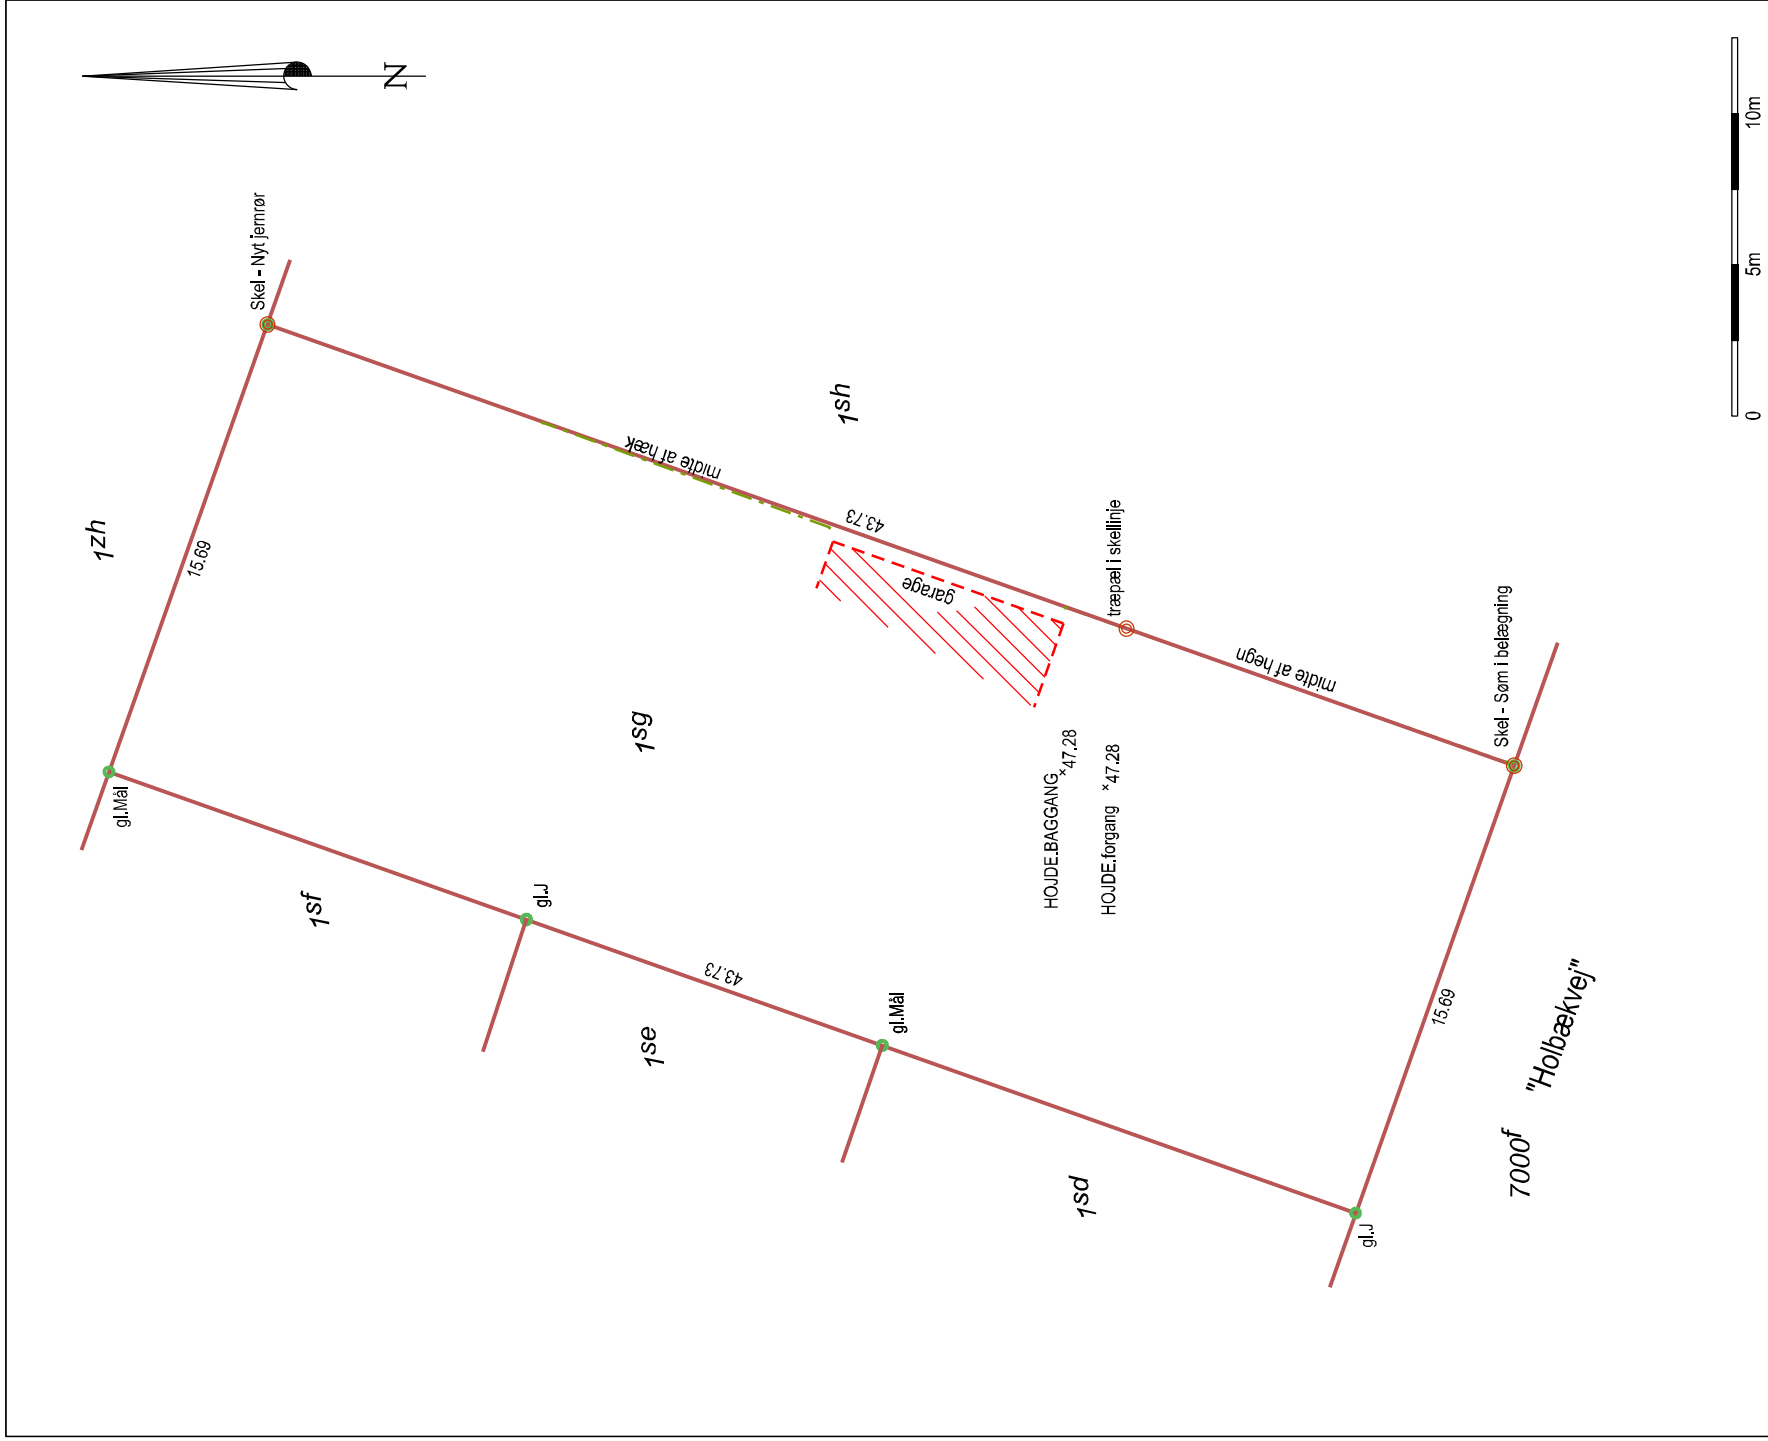 N
Skel - Nyt jernrør
1zh
15.69
1sh
midte af hæk
43.73
garage
træpæl i skellinje
midte af hegn
Skel - Søm i belægning
1sg
gl.Mål
1sf
gl.J
43.73
1se
gl.Mål
HOJDE.BAGGANG
×47.28
HOJDE.forgang ×47.28
1sd
15.69
gl.J
7000f "Holbækvej"
0 5m 10m